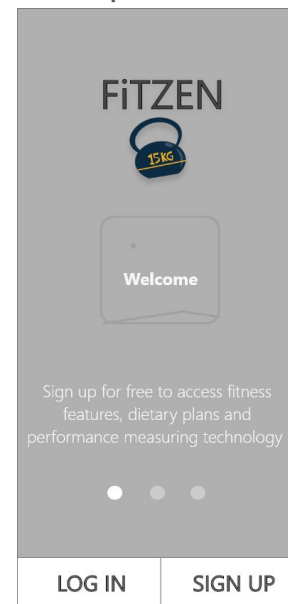 FiTZEN
15KG
Welcome
Sign up for free to access fitness
features, dietary plans and
performance measuring technology
LOG IN
SIGN UP